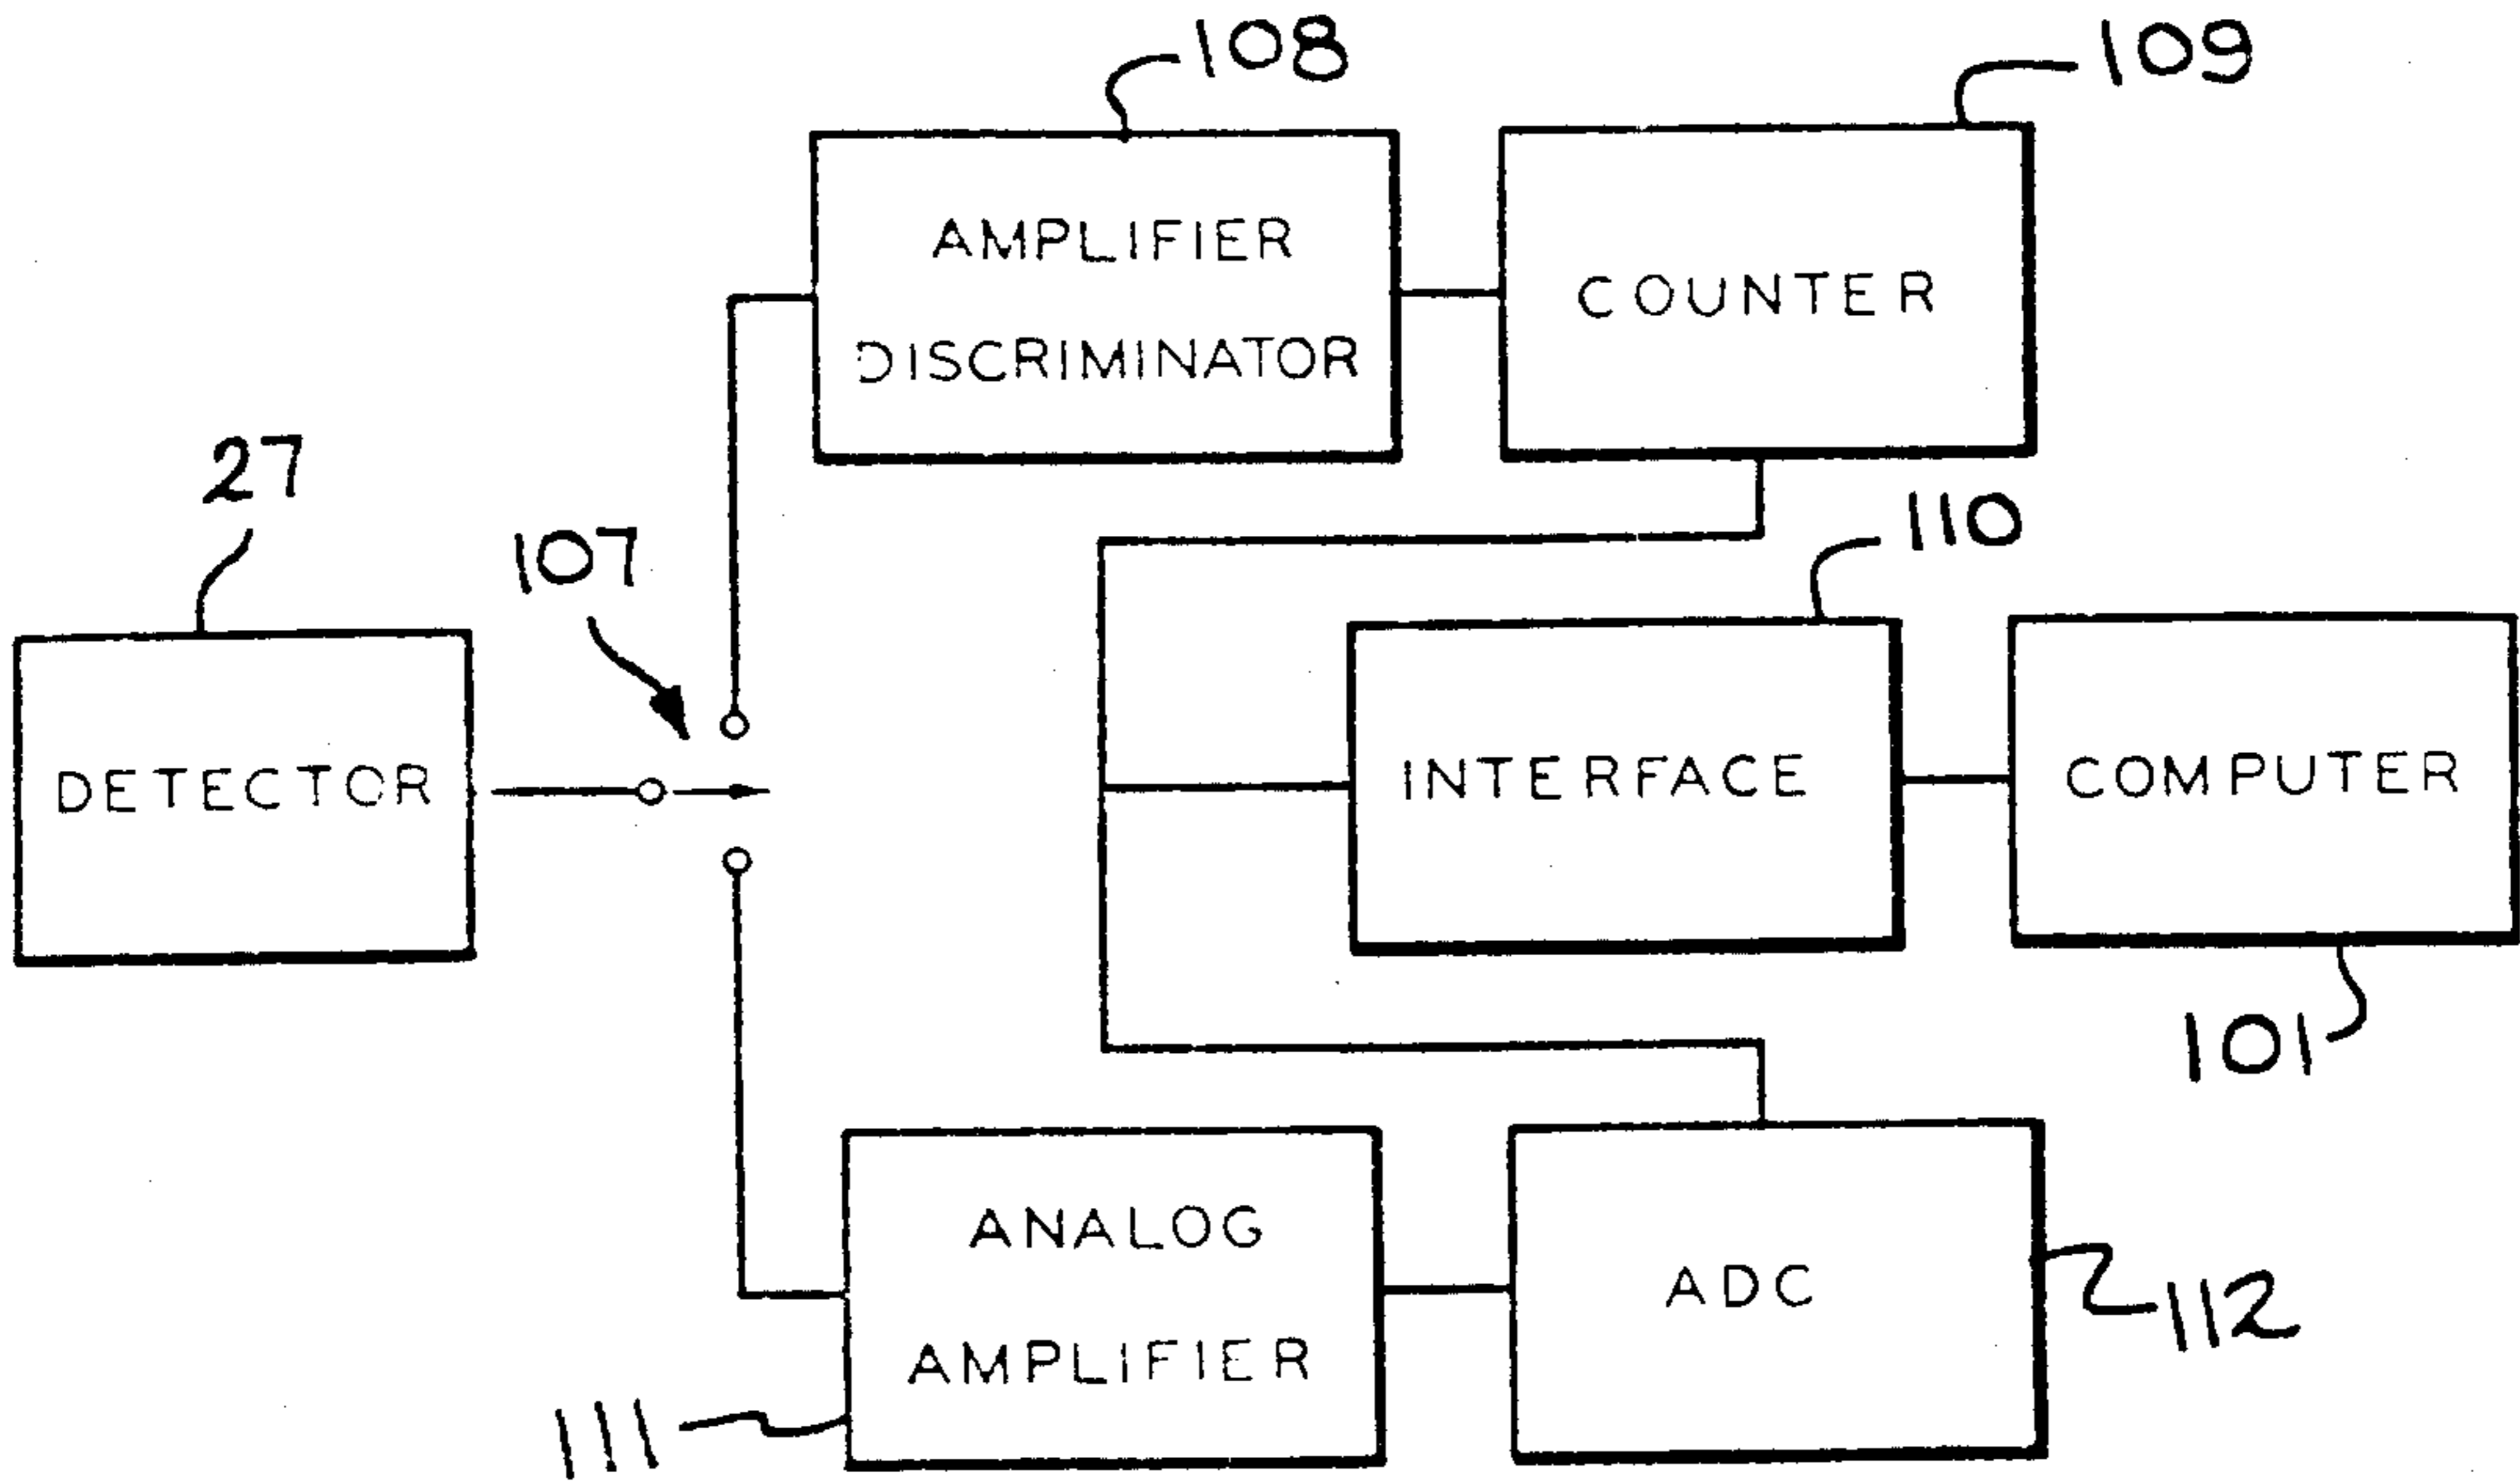 108
109
AMPLIFIER
DISCRIMINATOR
COUNTER
27
107
110
DETECTOR
INTERFACE
COMPUTER
101
ANALOG
AMPLIFIER
ADC
111
112